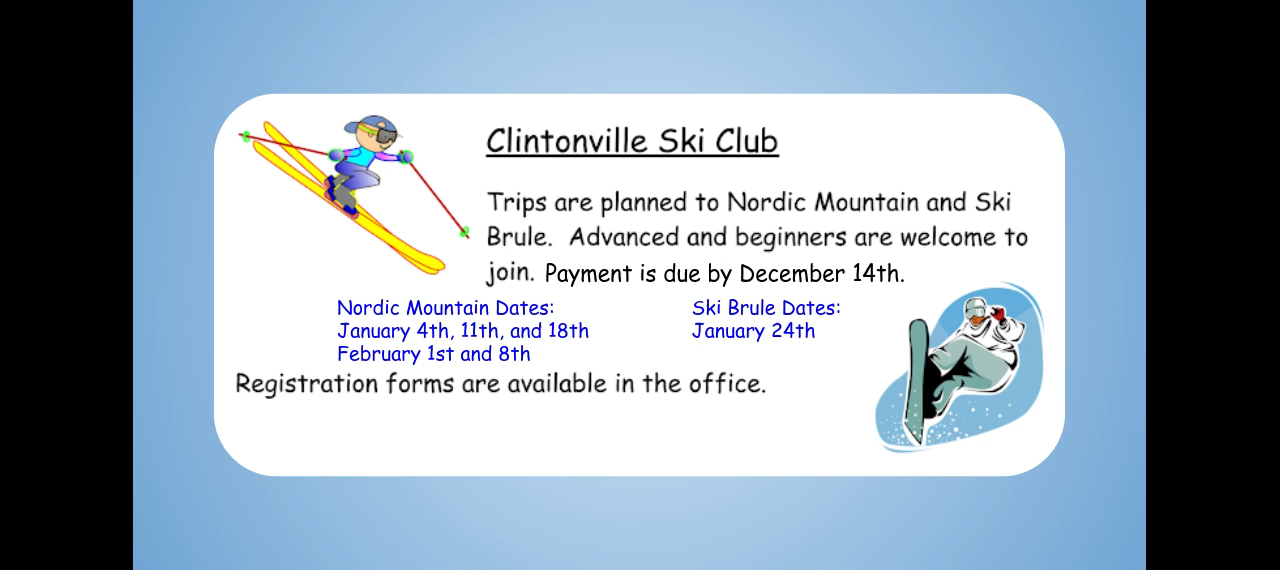 Clintonville Ski Club
Trips are planned to Nordic Mountain and Ski
Brule. Advanced and beginners are welcome to
join. Payment is due by December 14th.
Nordic Mountain Dates:
January 4th, 11th, and 18th
February 1st and 8th
Ski Brule Dates:
January 24th
Registration forms are available in the office.